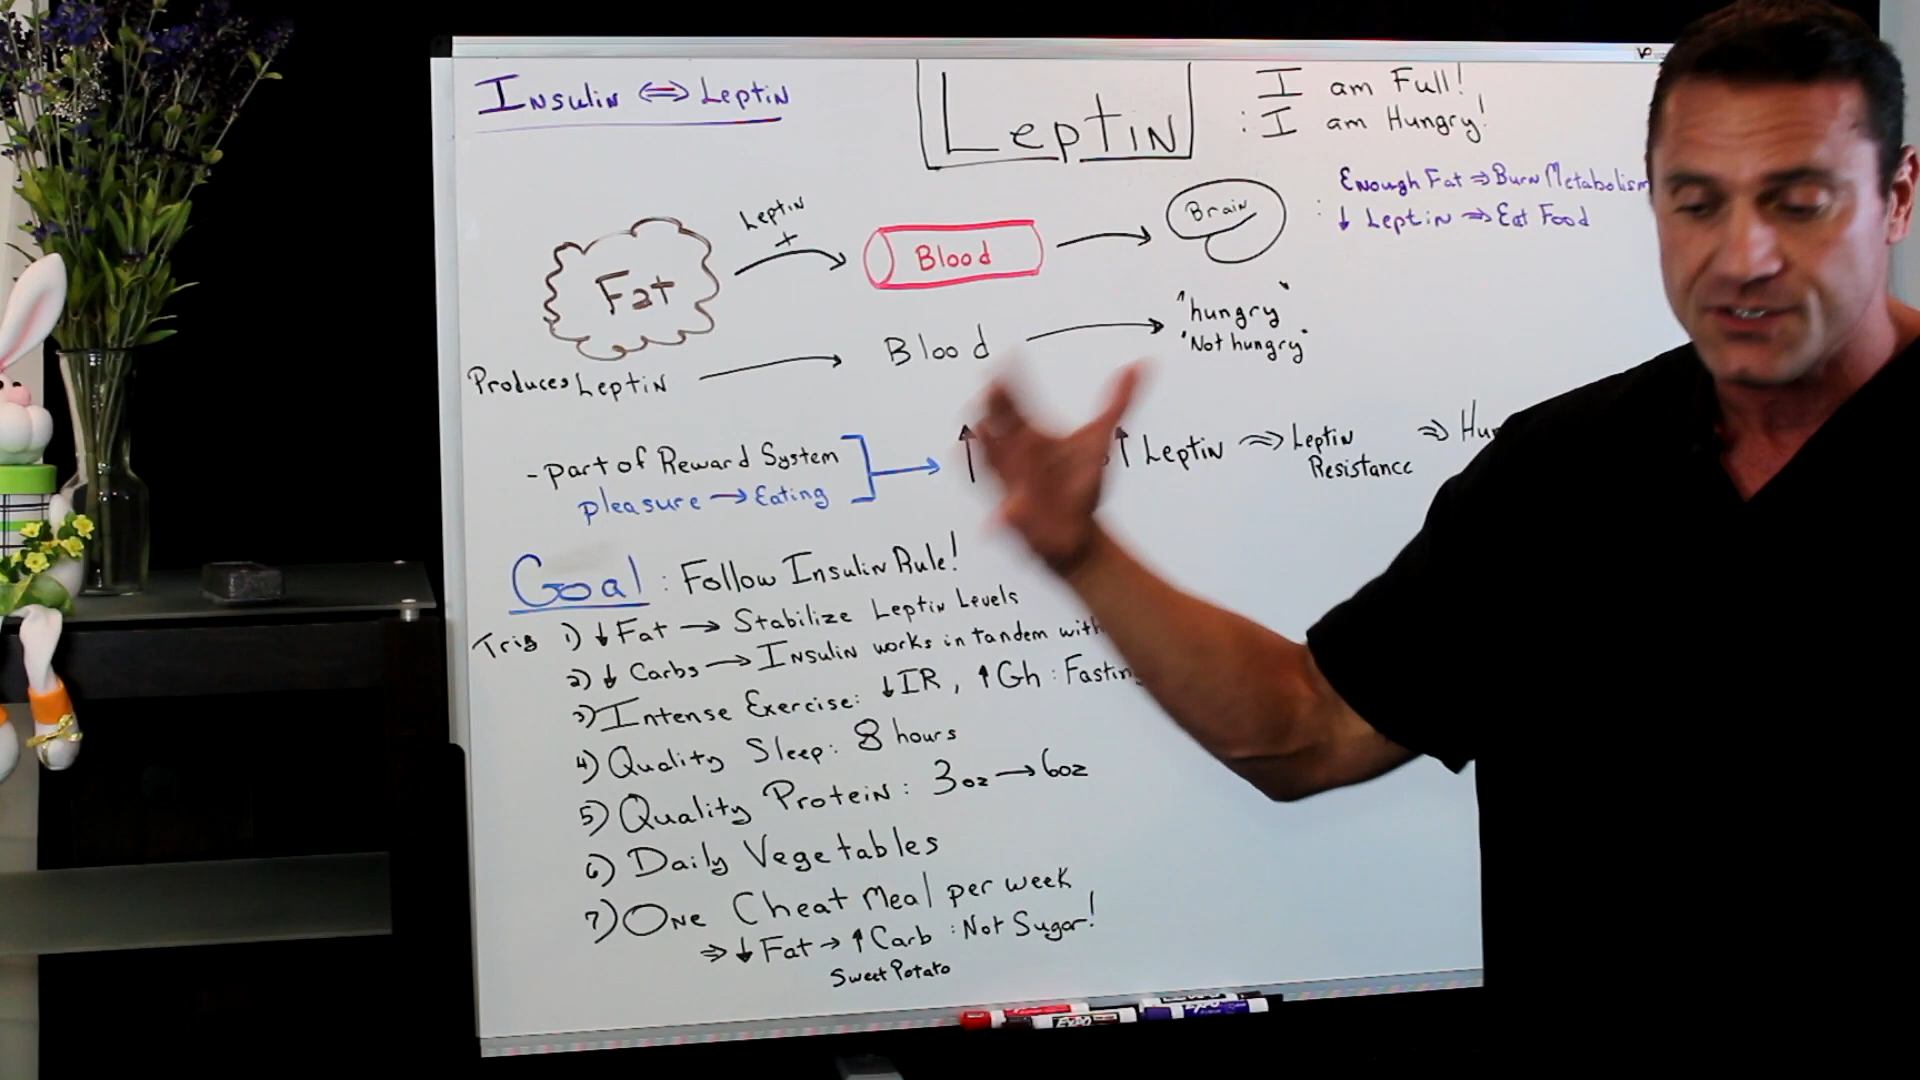 Insulin ⇔ Leptin
Leptin
I am Full!
: I am Hungry!
Enough Fat ⇒ Burn Metabolism
: ↓ Leptin ⇒ Eat Food
Leptin
Fat
Blood
Brain
"hungry"
"Not hungry"
Produces Leptin → Blood →
- part of Reward System
pleasure → Eating
↑ ↑ Leptin ⇒ Leptin Resistance ⇒
Goal : Follow Insulin Rule!
Trig 1) ↓ Fat → Stabilize Leptin Levels
2) ↓ Carbs → Insulin works in tandem with
3) Intense Exercise: ↓ IR, ↑ Gh : Fasting
4) Quality Sleep: 8 hours
5) Quality Protein: 3oz → 6oz
6) Daily Vegetables
7) One Cheat Meal per week
⇒ ↓ Fat → ↑ Carb : Not Sugar!
Sweet Potato
EXPO